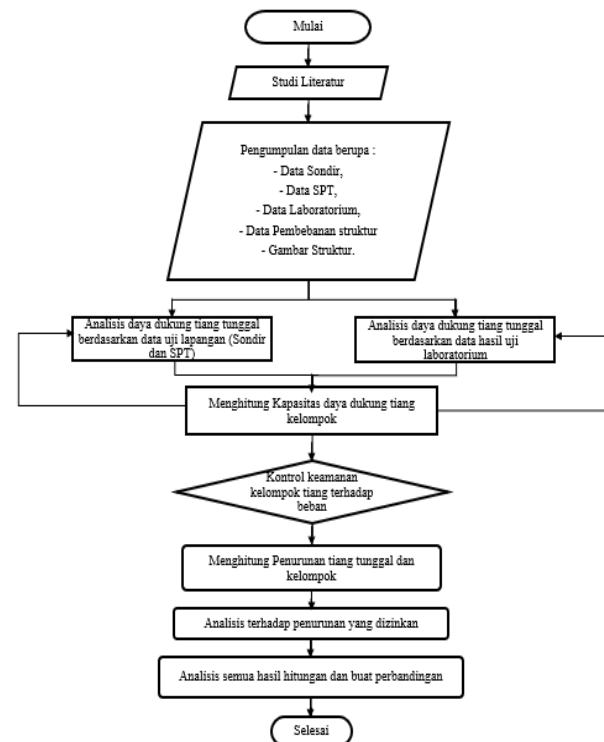 Mulai
Studi Literatur
Pengumpulan data berupa :
- Data Sondir,
- Data SPT,
- Data Laboratorium,
- Data Pembebanan struktur
- Gambar Struktur.
Analisis daya dukung tiang tunggal
berdasarkan data uji lapangan (Sondir
dan SPT)
Analisis daya dukung tiang tunggal
berdasarkan data hasil uji
laboratorium
Menghitung Kapasitas daya dukung tiang
kelompok
Kontrol keamanan
kelompok tiang terhadap
beban
Menghitung Penurunan tiang tunggal dan
kelompok
Analisis terhadap penurunan yang dizinkan
Analisis semua hasil hitungan dan buat perbandingan
Selesai